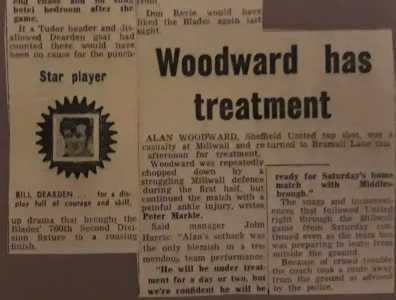 end chaos and on
hotel bedroom after the
game.
If a Tudor header and dis-
allowed Dearden goal had
counted there would have
been no cause for the punch-
Star player
BILL DEARDEN . . . for a dis-
play full of courage and skill.
up drama that brought the
Blades' 760th Second Divi-
sion fixture to a rousing
finish.
Don Revie would have
liked the Blades again last
night.
Woodward has
treatment
ALAN WOODWARD, Sheffield United top shot, was a
casualty at Millwall and returned to Bramall Lane this
afternoon for treatment.
Woodward was repeatedly
chopped down by a
struggling Millwall defence
during the first half, but
continued the match with a
painful ankle injury, writes
Peter Markie.
Said manager John
Harris: "Alan's setback was
the only blemish in a tre-
mendous team performance.
"He will be under treat-
ment for a day or two, but
we're confident he will be
ready for Saturday's home
match with Middles-
brough."
The snags and inconveni-
ences that followed United
right through the Millwall
game from Saturday con-
tinued even as the team bus
was preparing to leave from
outside the ground.
Because of crowd trouble
the coach took a route away
from the ground as advised
by the police.